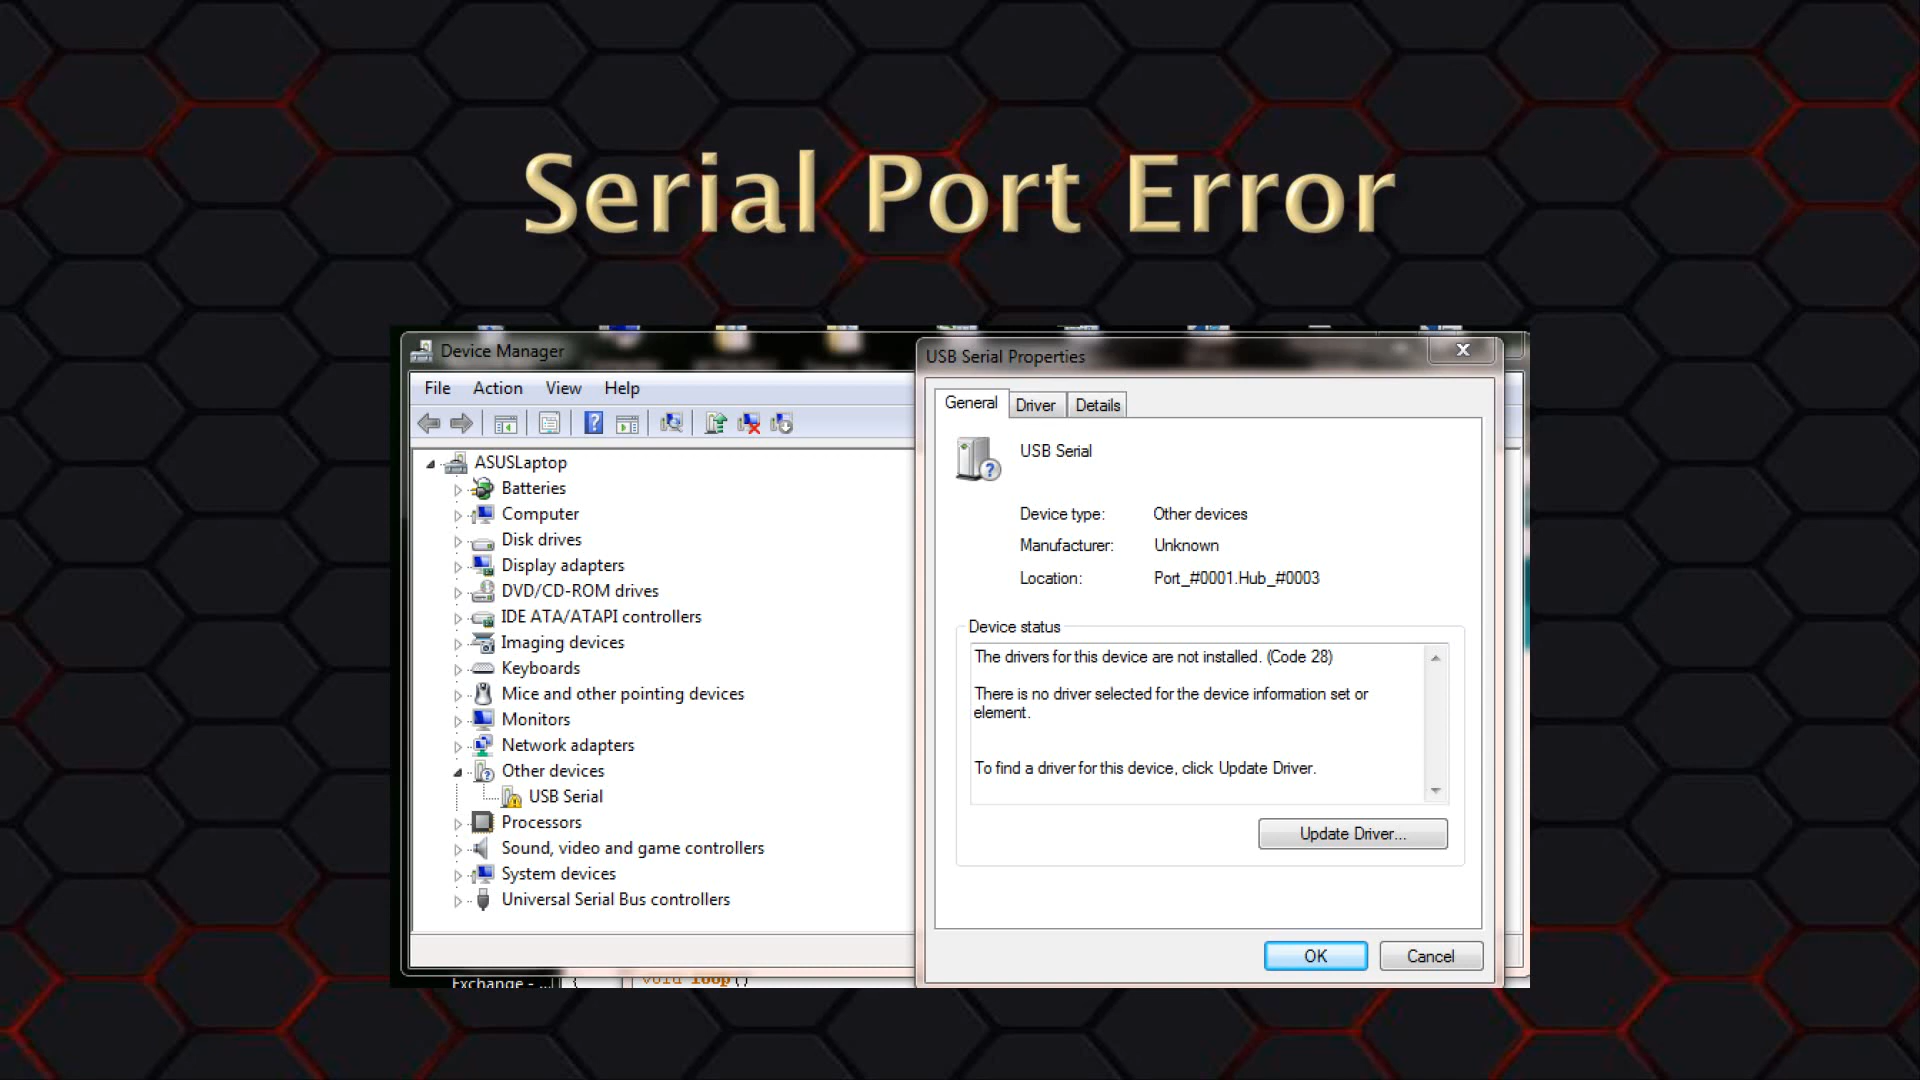 Serial Port Error
Device Manager
File Action View Help
ASUSLaptop
Batteries
Computer
Disk drives
Display adapters
DVD/CD-ROM drives
IDE ATA/ATAPI controllers
Imaging devices
Keyboards
Mice and other pointing devices
Monitors
Network adapters
Other devices
USB Serial
Processors
Sound, video and game controllers
System devices
Universal Serial Bus controllers
USB Serial Properties
General Driver Details
USB Serial
Device type: Other devices
Manufacturer: Unknown
Location: Port_#0001.Hub_#0003
Device status
The drivers for this device are not installed. (Code 28)
There is no driver selected for the device information set or
element.
To find a driver for this device, click Update Driver.
Update Driver...
OK Cancel
Exchange - ...
void loop()